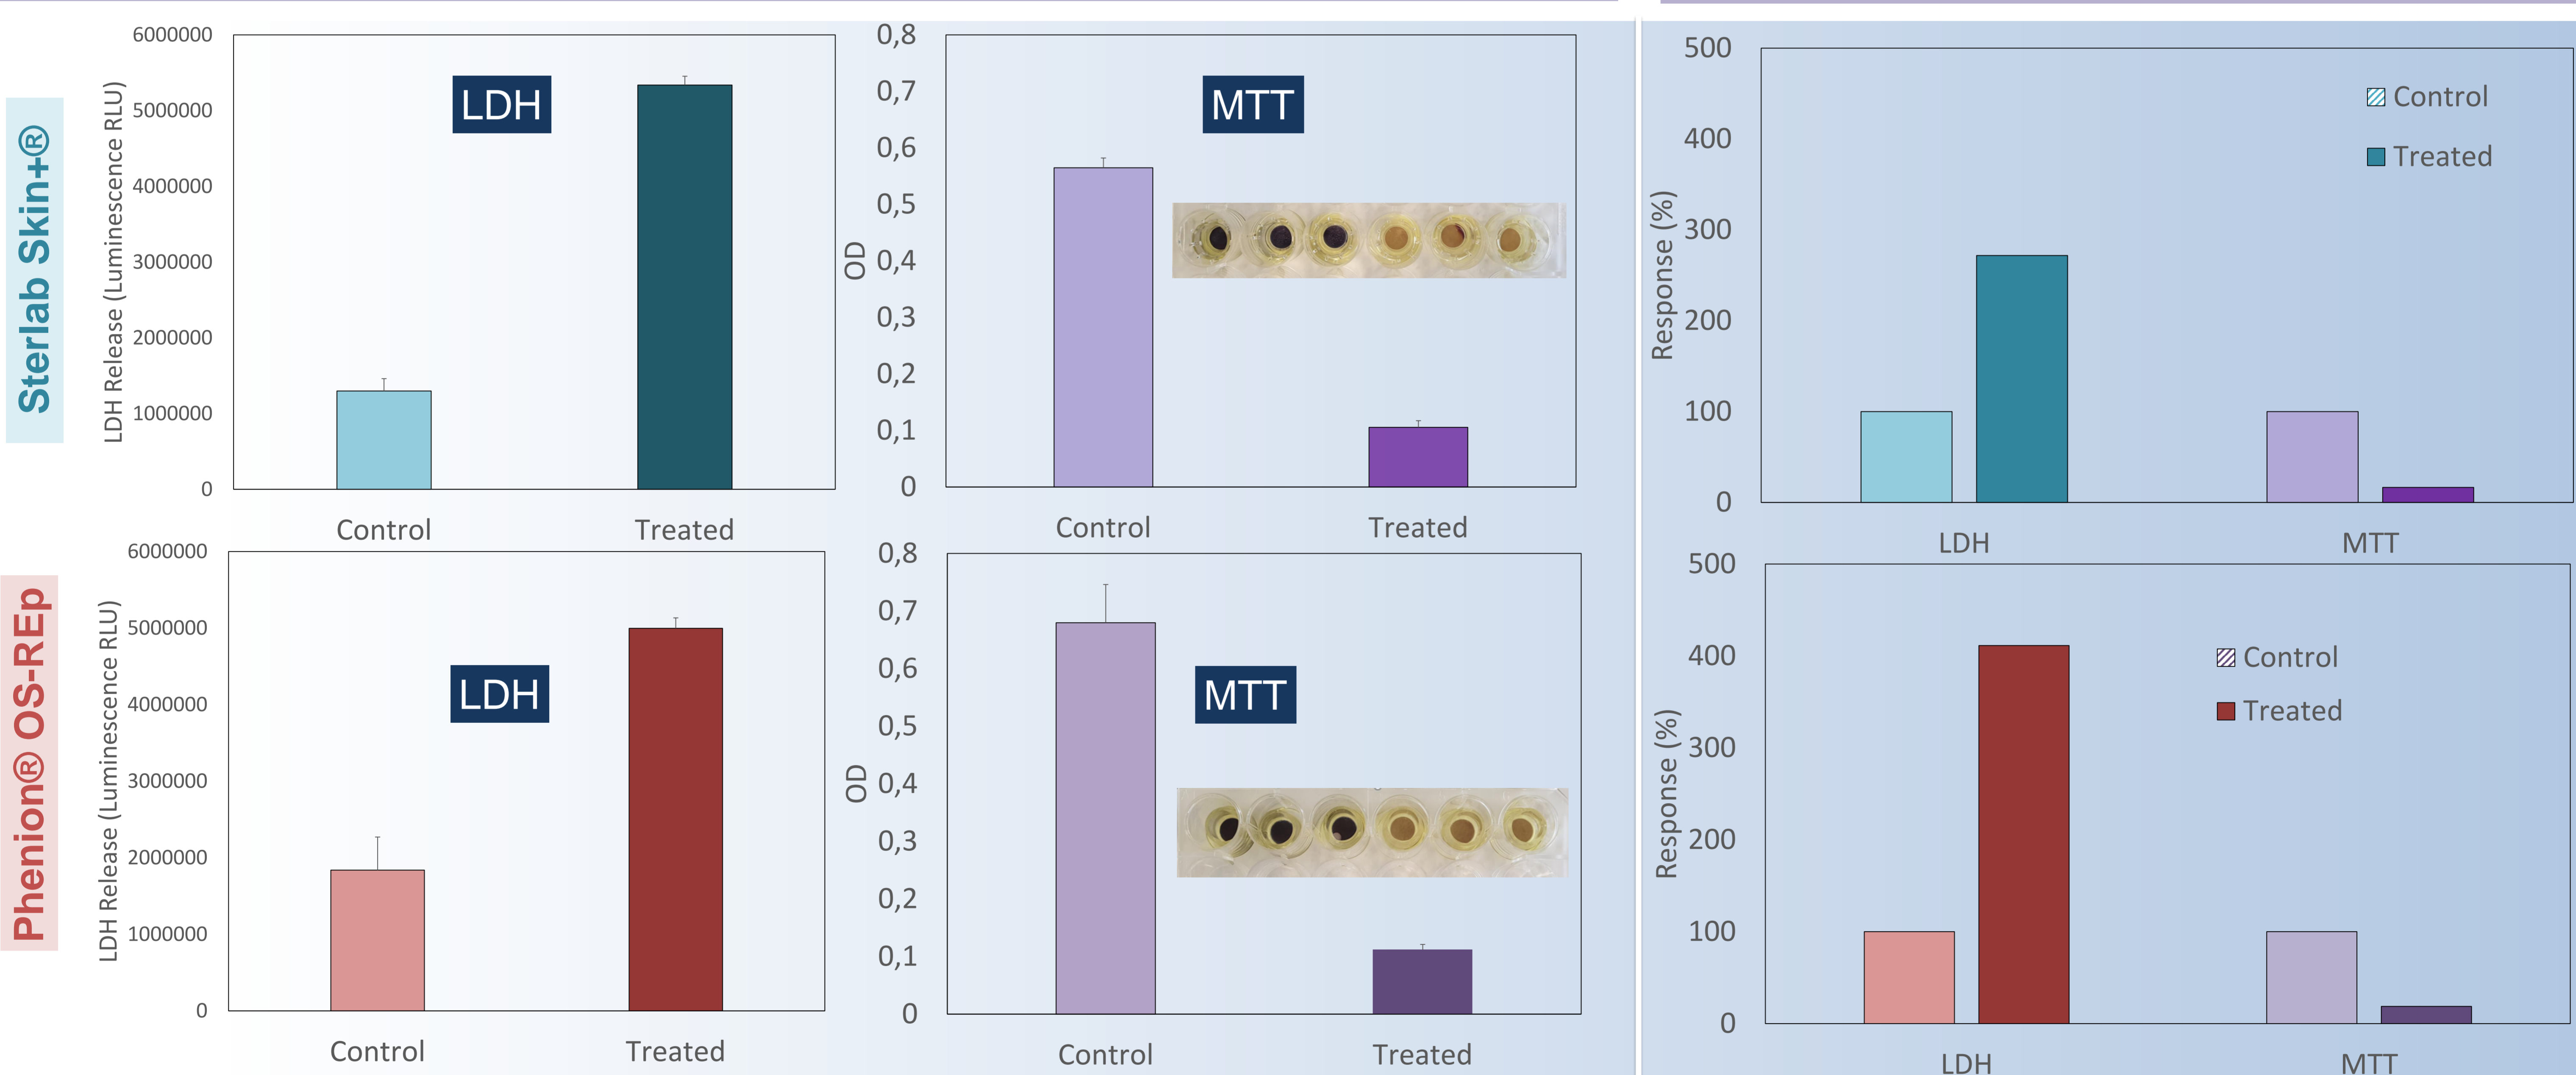 Sterlab Skin+®
LDH Release (Luminescence RLU)
6000000
5000000
4000000
3000000
2000000
1000000
0
LDH
Control
Treated
OD
0,8
0,7
0,6
0,5
0,4
0,3
0,2
0,1
0
MTT
Control
Treated
Response (%)
500
400
300
200
100
0
Control
Treated
LDH
MTT
Phenion® OS-REp
LDH Release (Luminescence RLU)
6000000
5000000
4000000
3000000
2000000
1000000
0
LDH
Control
Treated
OD
0,8
0,7
0,6
0,5
0,4
0,3
0,2
0,1
0
MTT
Control
Treated
Response (%)
500
400
300
200
100
0
Control
Treated
LDH
MTT